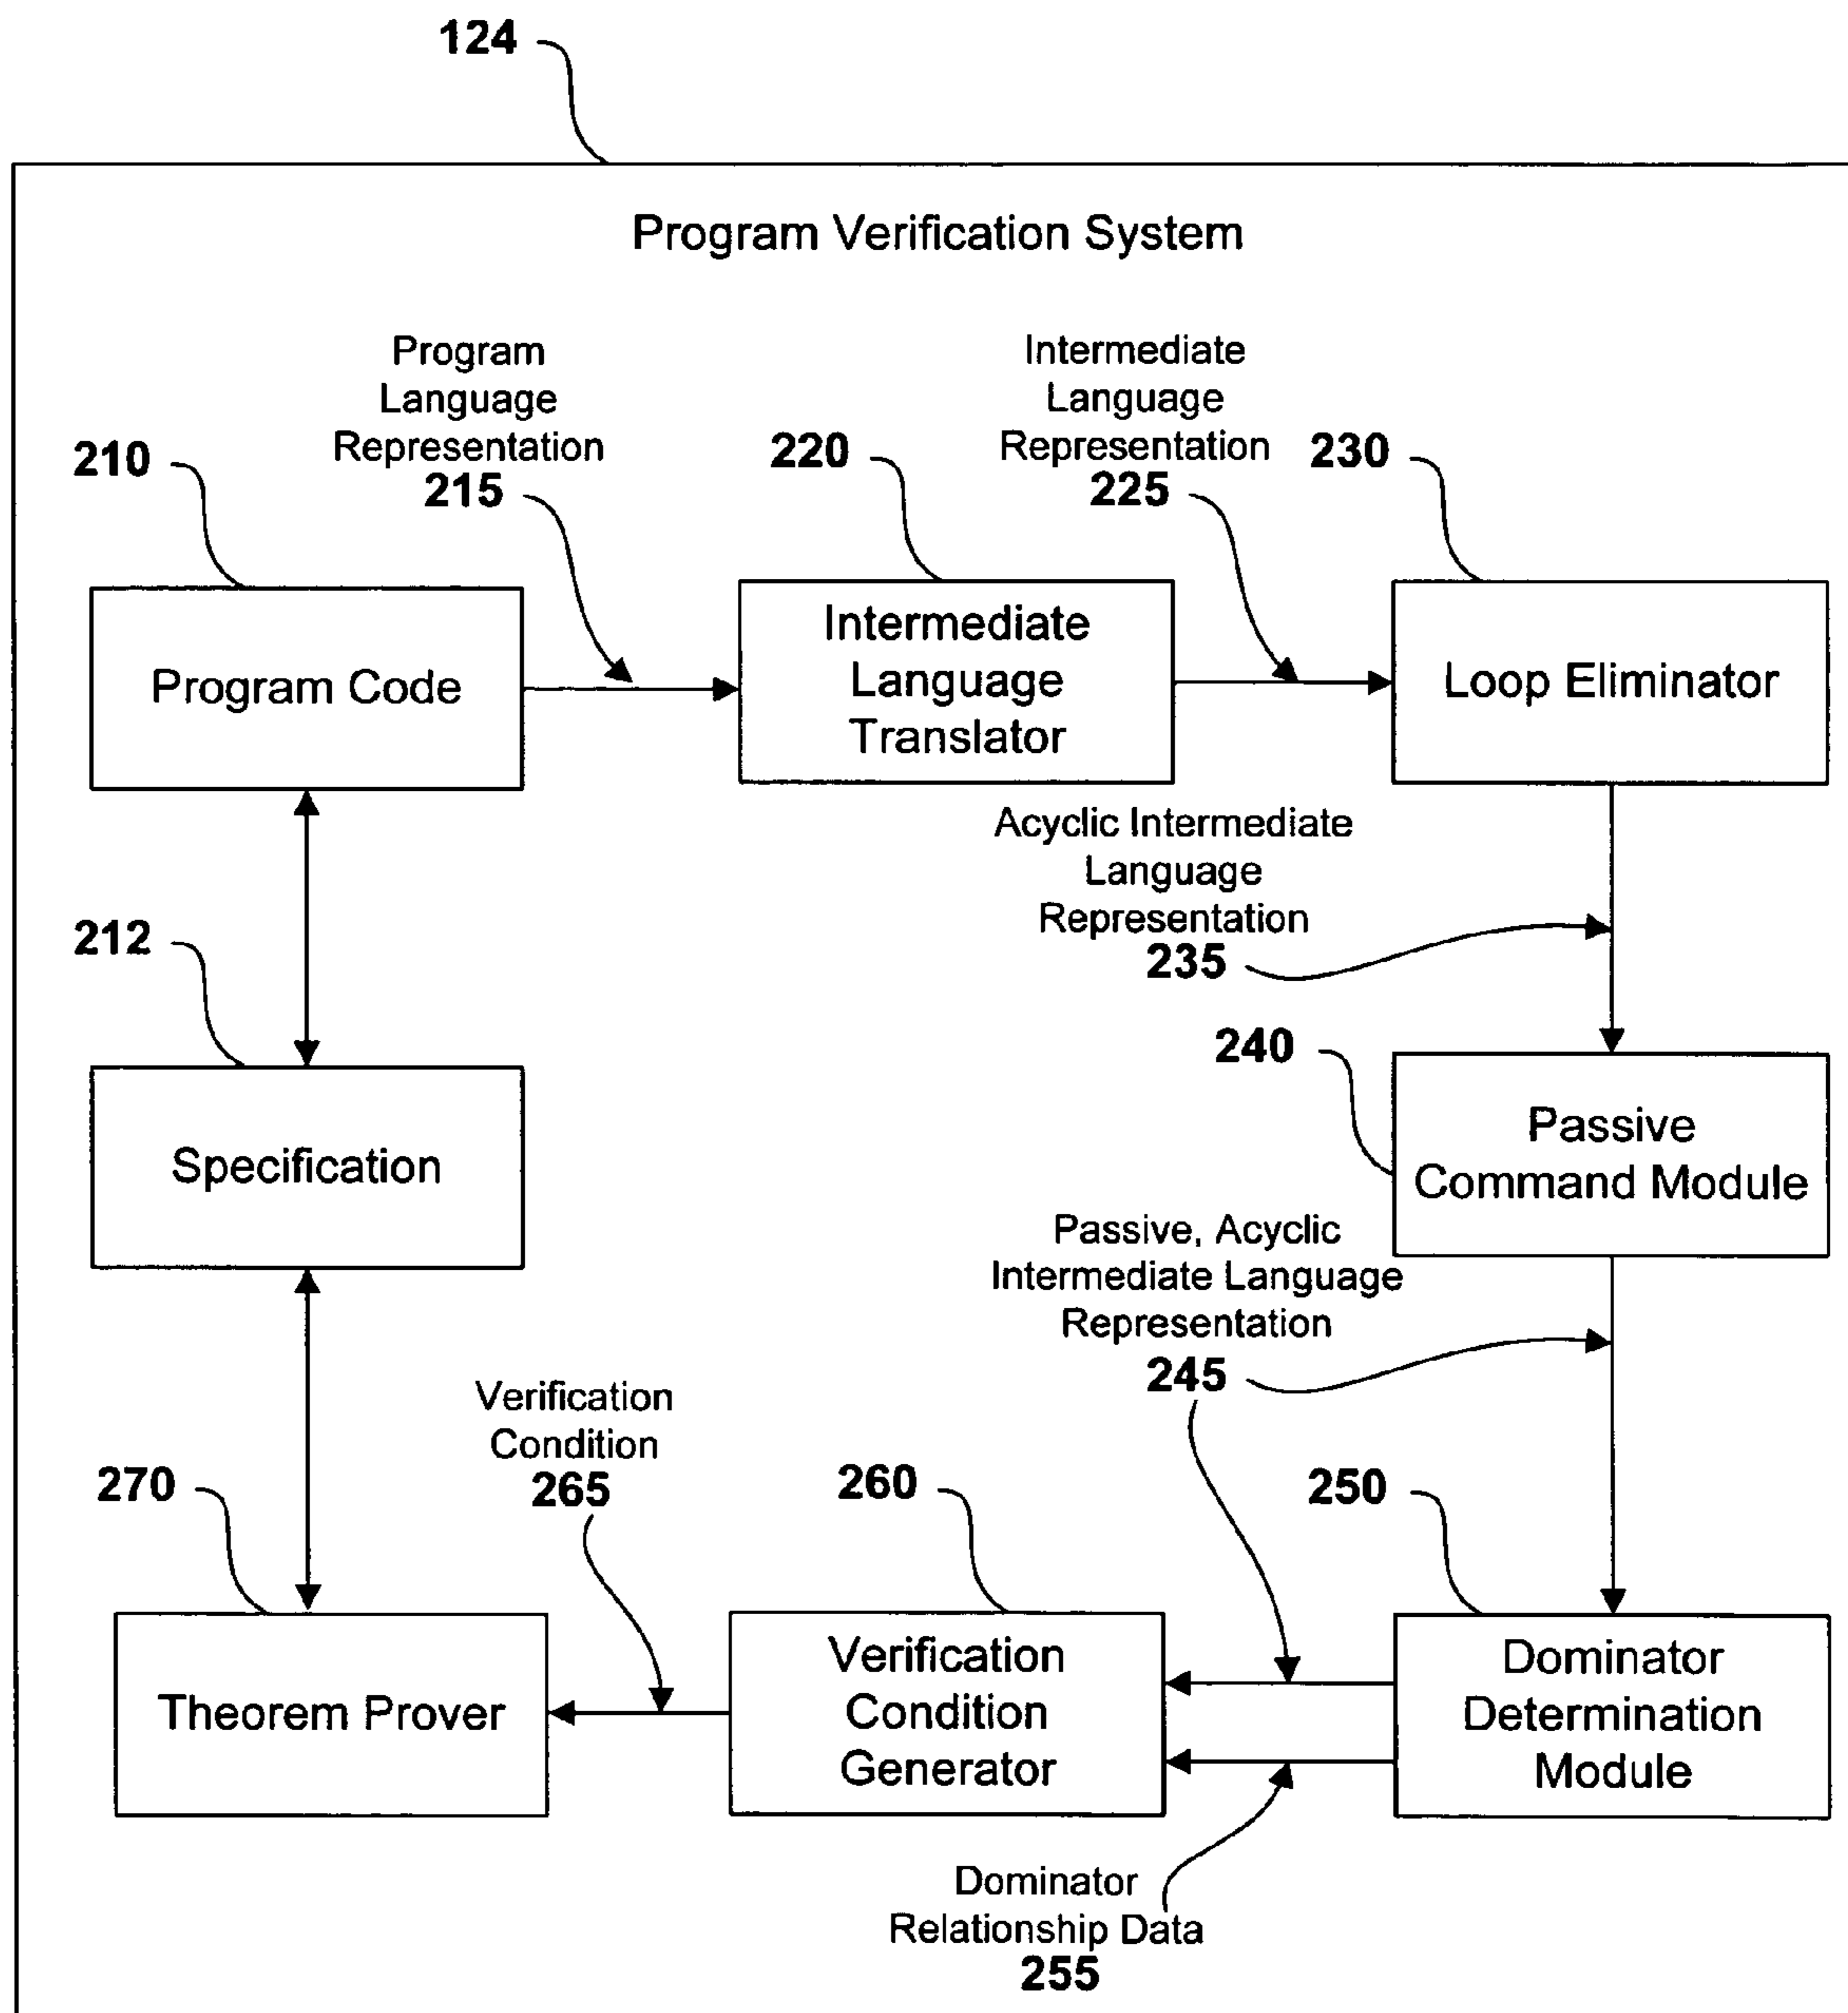 124
Program Verification System
Program
Language
Representation
215
Intermediate
Language
Representation
225
210
220
230
Program Code
Intermediate
Language
Translator
Loop Eliminator
Acyclic Intermediate
Language
Representation
235
212
240
Specification
Passive
Command Module
Passive, Acyclic
Intermediate Language
Representation
245
Verification
Condition
265
270
260
250
Theorem Prover
Verification
Condition
Generator
Dominator
Determination
Module
Dominator
Relationship Data
255